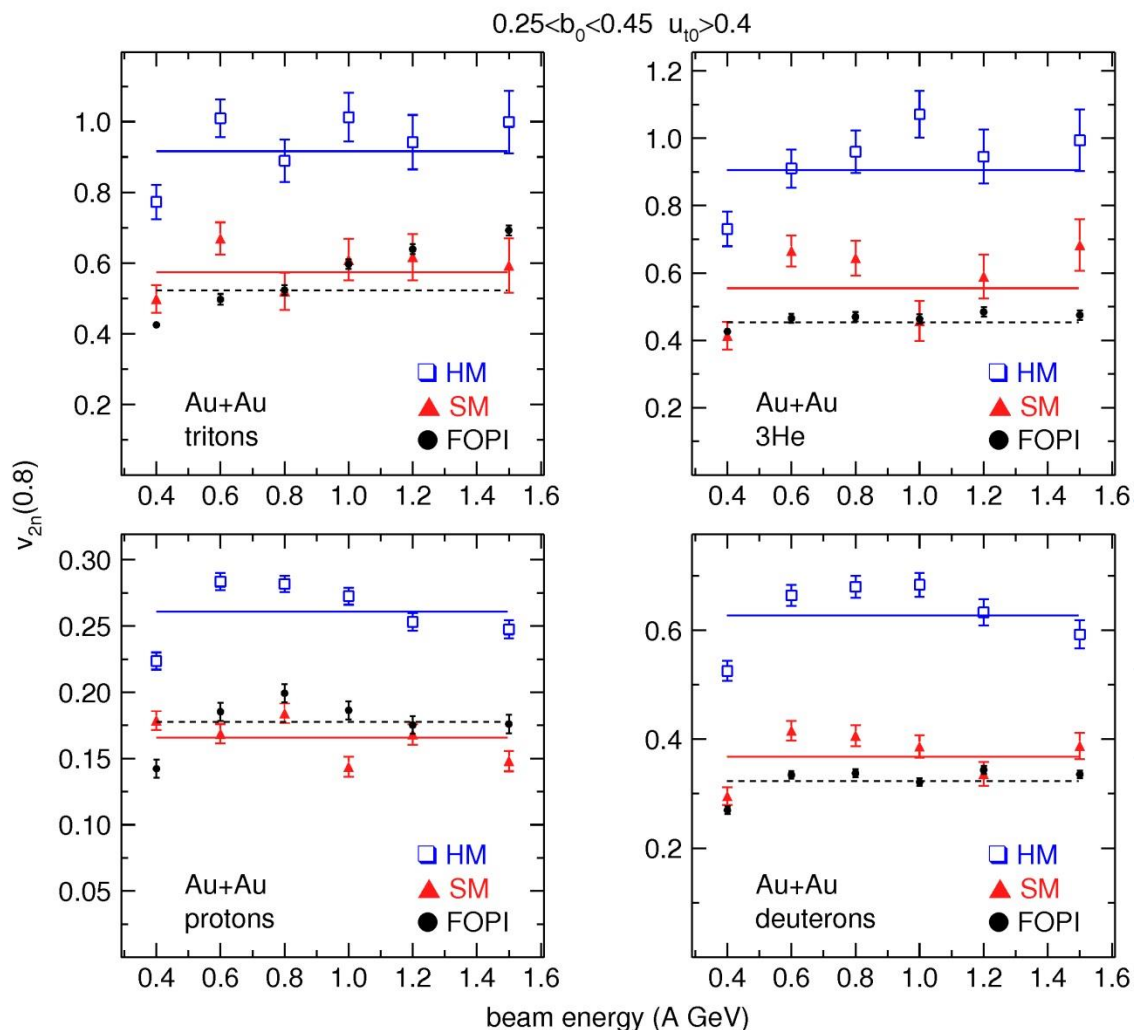 0.25<b₀<0.45 uₜ₀>0.4
1.0
0.8
0.6
0.4
0.2
HM
SM
FOPI
Au+Au
tritons
0.4 0.6 0.8 1.0 1.2 1.4 1.6
1.2
1.0
0.8
0.6
0.4
0.2
HM
SM
FOPI
Au+Au
3He
0.4 0.6 0.8 1.0 1.2 1.4 1.6
v₂ₙ(0.8)
0.30
0.25
0.20
0.15
0.10
0.05
HM
SM
FOPI
Au+Au
protons
0.4 0.6 0.8 1.0 1.2 1.4 1.6
0.6
0.4
0.2
HM
SM
FOPI
Au+Au
deuterons
0.4 0.6 0.8 1.0 1.2 1.4 1.6
beam energy (A GeV)